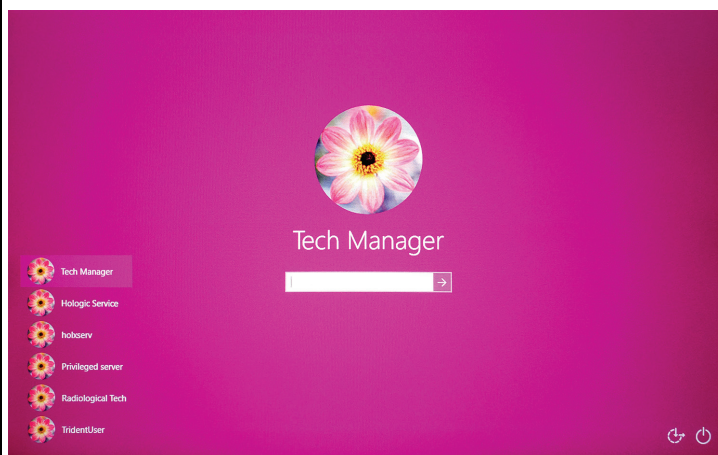 Tech Manager
Tech Manager
Hologic Service
holxserv
Privileged server
Radiological Tech
TridentUser